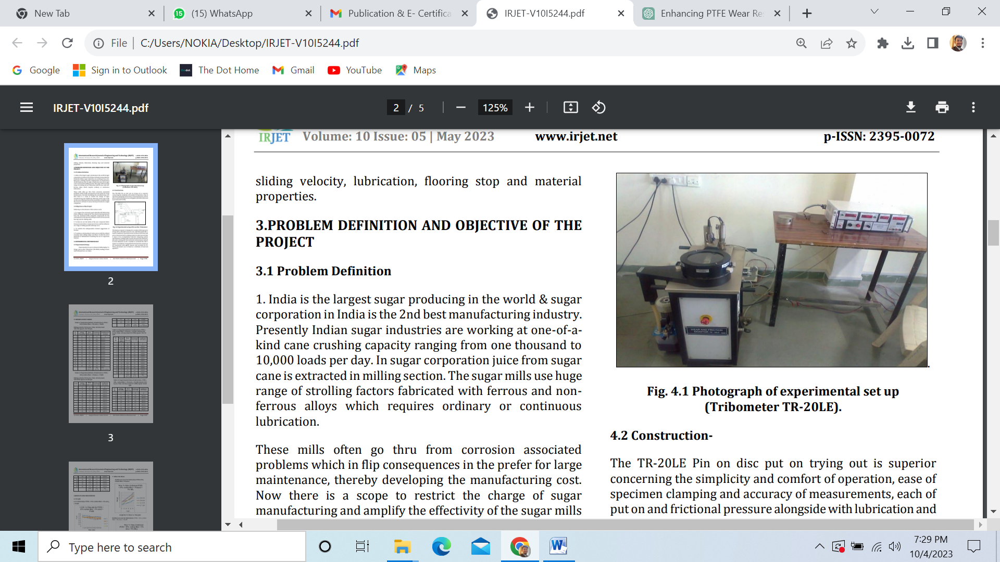 New Tab
(15) WhatsApp
Publication & E- Certifica
IRJET-V10I5244.pdf
Enhancing PTFE Wear Re
File
C:/Users/NOKIA/Desktop/IRJET-V10I5244.pdf
Google
Sign in to Outlook
The Dot Home
Gmail
YouTube
Maps
IRJET-V10I5244.pdf
2 / 5
125%
2
3
IRJET
Volume: 10 Issue: 05 | May 2023
www.irjet.net
p-ISSN: 2395-0072
sliding velocity, lubrication, flooring stop and material
properties.
3.PROBLEM DEFINITION AND OBJECTIVE OF THE
PROJECT
3.1 Problem Definition
1. India is the largest sugar producing in the world & sugar
corporation in India is the 2nd best manufacturing industry.
Presently Indian sugar industries are working at one-of-a-
kind cane crushing capacity ranging from one thousand to
10,000 loads per day. In sugar corporation juice from sugar
cane is extracted in milling section. The sugar mills use huge
range of strolling factors fabricated with ferrous and non-
ferrous alloys which requires ordinary or continuous
lubrication.
These mills often go thru from corrosion associated
problems which in flip consequences in the prefer for large
maintenance, thereby developing the manufacturing cost.
Now there is a scope to restrict the charge of sugar
manufacturing and amplify the effectivity of the sugar mills
WEAR AND FRICTION
MONITOR TR-20LE
.
Fig. 4.1 Photograph of experimental set up
(Tribometer TR-20LE).
4.2 Construction-
The TR-20LE Pin on disc put on trying out is superior
concerning the simplicity and comfort of operation, ease of
specimen clamping and accuracy of measurements, each of
put on and frictional pressure alongside with lubrication and
Type here to search
7:29 PM
10/4/2023